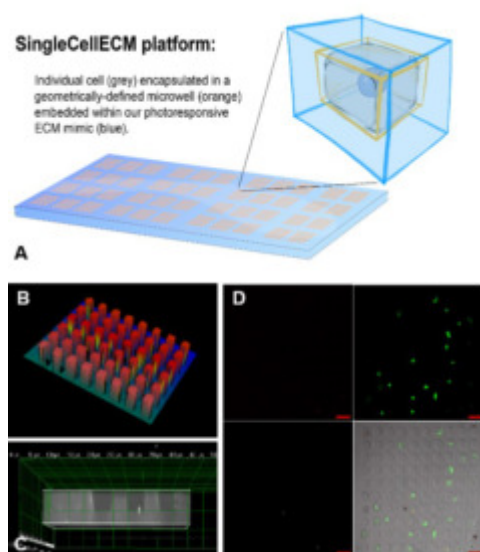 SingleCellECM platform:
Individual cell (grey) encapsulated in a
geometrically-defined microwell (orange)
embedded within our photoresponsive
ECM mimic (blue).
A
B
D
C